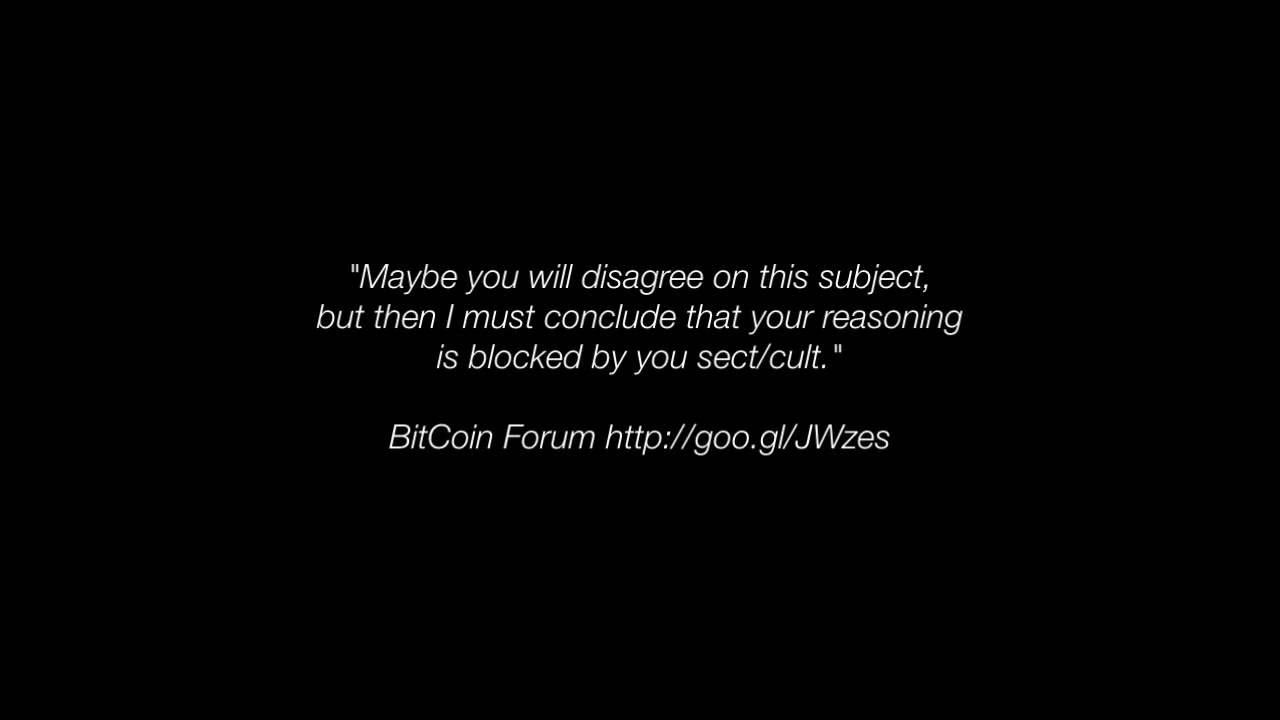 "Maybe you will disagree on this subject,
but then I must conclude that your reasoning
is blocked by you sect/cult."
BitCoin Forum http://goo.gl/JWzes